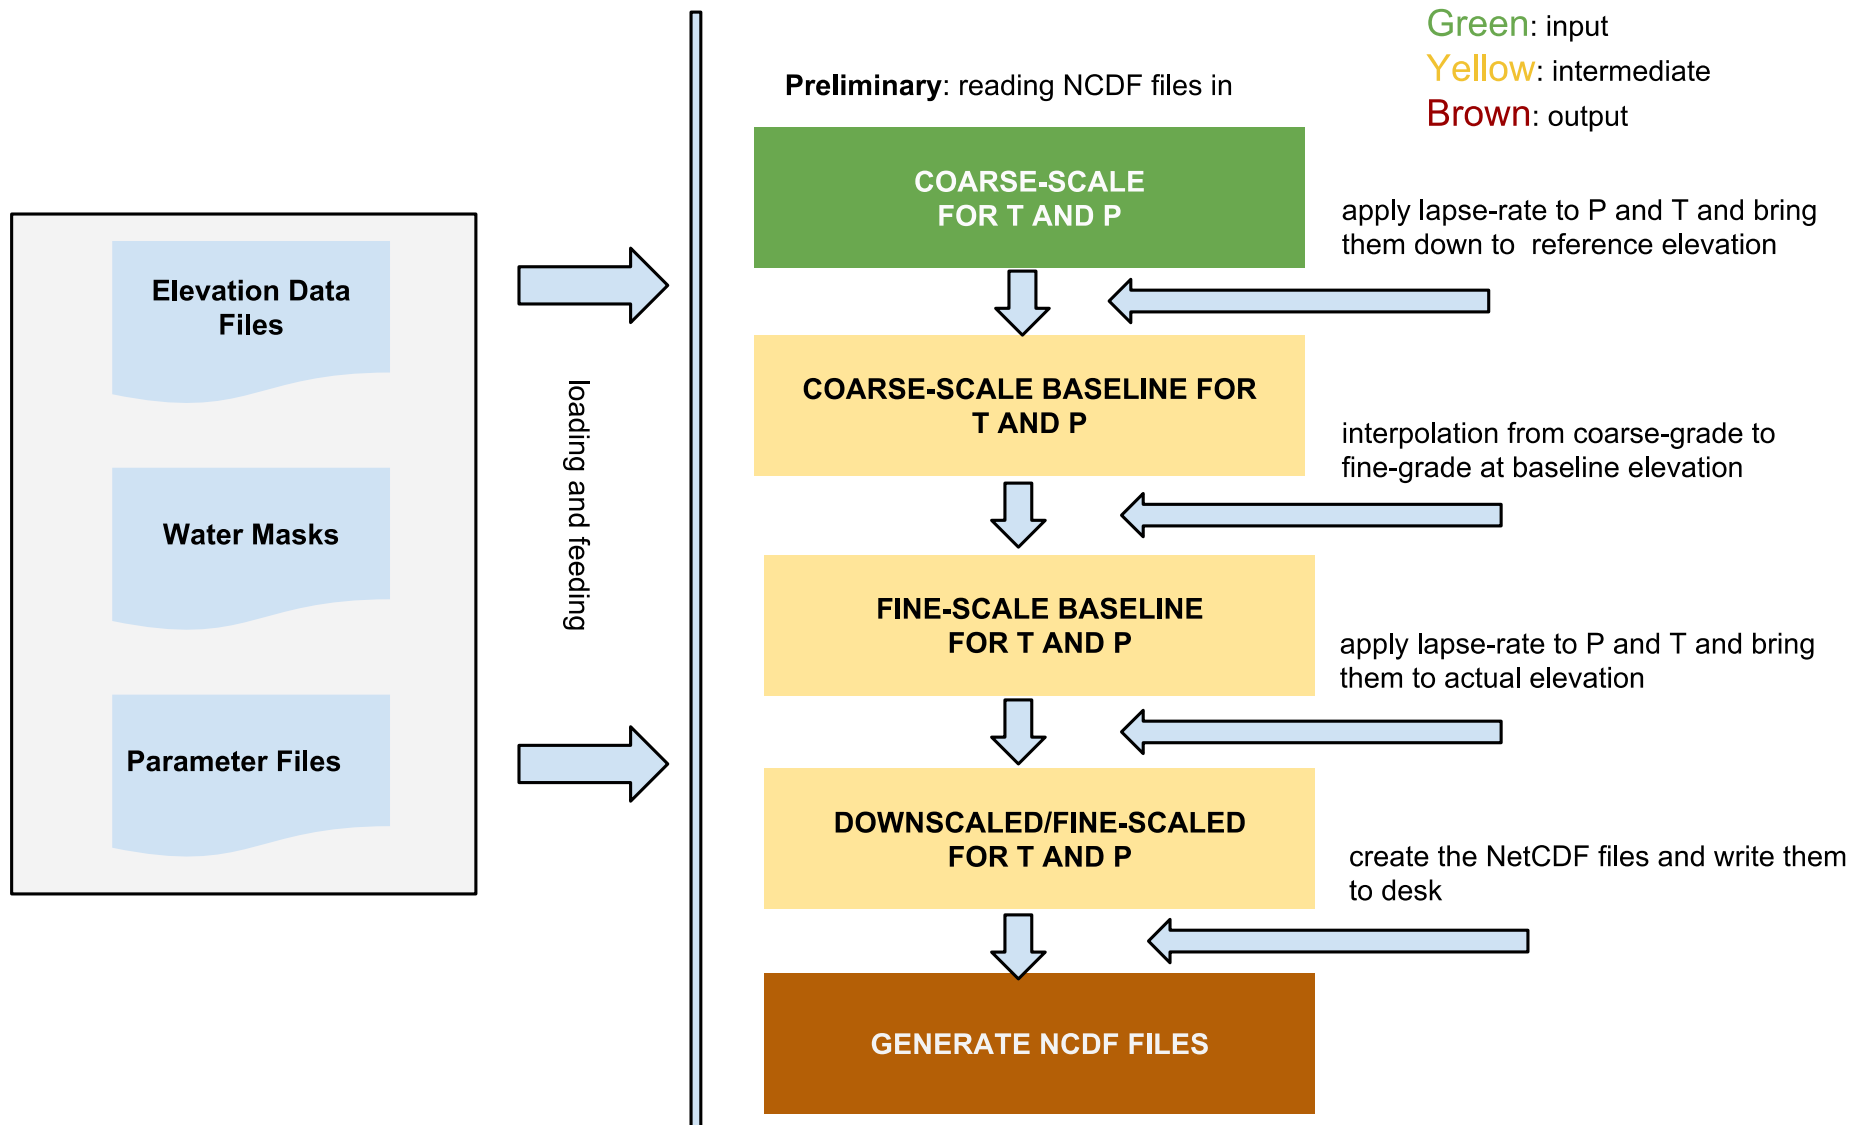 Green: input
Yellow: intermediate
Brown: output
Preliminary: reading NCDF files in
COARSE-SCALE
FOR T AND P
apply lapse-rate to P and T and bring
them down to reference elevation
Elevation Data
Files
Water Masks
Parameter Files
loading and feeding
COARSE-SCALE BASELINE FOR
T AND P
interpolation from coarse-grade to
fine-grade at baseline elevation
FINE-SCALE BASELINE
FOR T AND P
apply lapse-rate to P and T and bring
them to actual elevation
DOWNSCALED/FINE-SCALED
FOR T AND P
create the NetCDF files and write them
to desk
GENERATE NCDF FILES